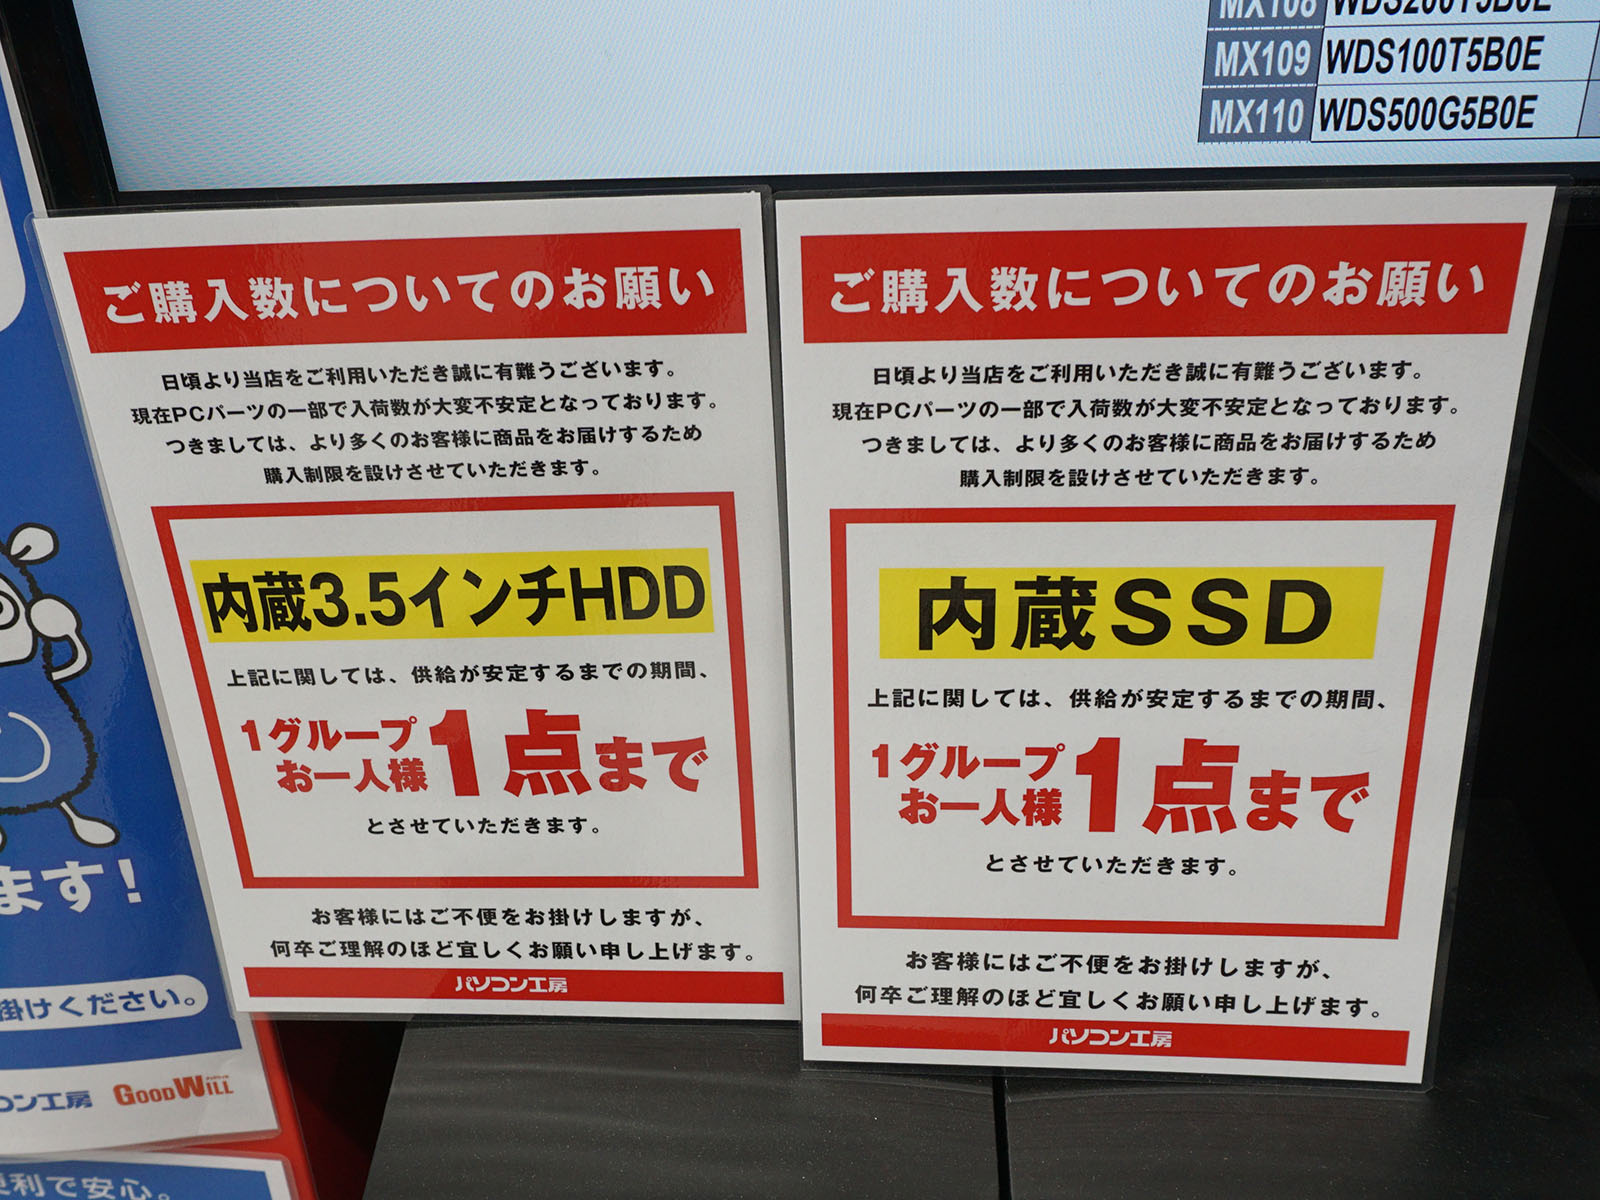 MX108 WDS200T5B0E
MX109 WDS100T5B0E
MX110 WDS500G5B0E
ご購入数についてのお願い
日頃より当店をご利用いただき誠に有難うございます。
現在PCパーツの一部で入荷数が大変不安定となっております。
つきましては、より多くのお客様に商品をお届けするため
購入制限を設けさせていただきます。
内蔵3.5インチHDD
上記に関しては、供給が安定するまでの期間、
1グループ
お一人様
1点まで
とさせていただきます。
お客様にはご不便をお掛けしますが、
何卒ご理解のほど宜しくお願い申し上げます。
パソコン工房
ご購入数についてのお願い
日頃より当店をご利用いただき誠に有難うございます。
現在PCパーツの一部で入荷数が大変不安定となっております。
つきましては、より多くのお客様に商品をお届けするため
購入制限を設けさせていただきます。
内蔵SSD
上記に関しては、供給が安定するまでの期間、
1グループ
お一人様
1点まで
とさせていただきます。
お客様にはご不便をお掛けしますが、
何卒ご理解のほど宜しくお願い申し上げます。
パソコン工房
ます!
掛けください。
コン工房 GOODWILL
便利で安心。